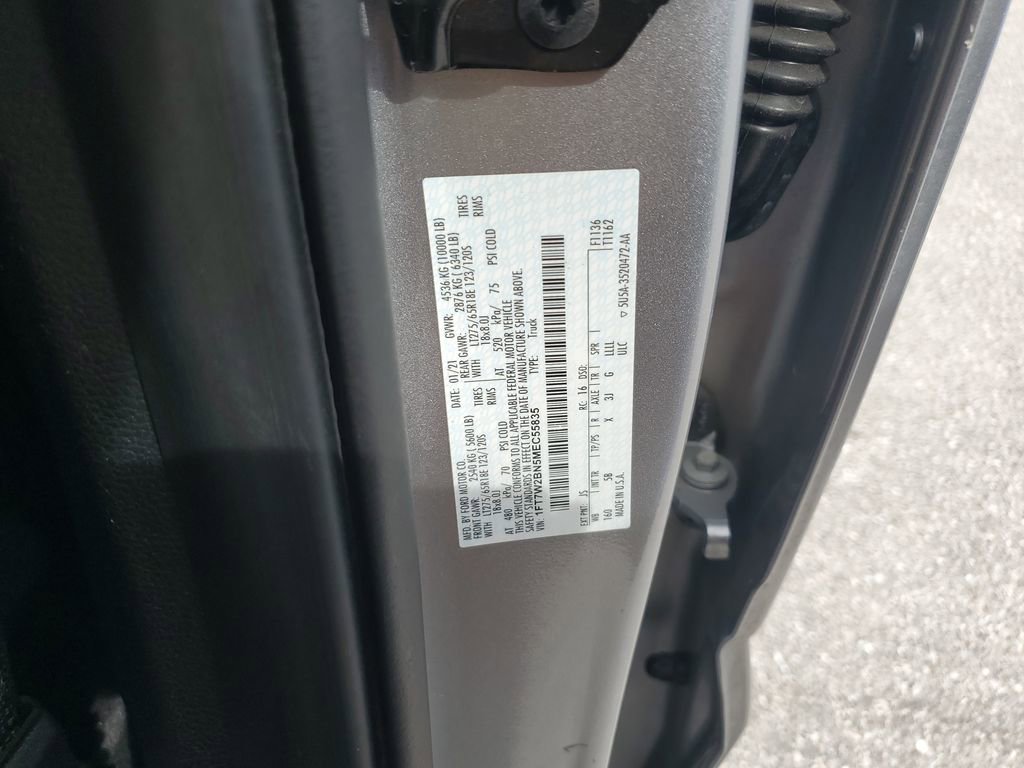 MFD. BY FORD MOTOR CO. DATE: 01/21 GVWR: 4536 KG (10000 LB)
FRONT GAWR: 2540 KG (5600 LB) REAR GAWR: 2876 KG (6340 LB)
WITH LT275/65R18E 123/120S TIRES WITH LT275/65R18E 123/120S TIRES
18x8.0J RIMS 18x8.0J RIMS
AT 480 kPa/ 70 PSI COLD AT 520 kPa/ 75 PSI COLD
THIS VEHICLE CONFORMS TO ALL APPLICABLE FEDERAL MOTOR VEHICLE
SAFETY STANDARDS IN EFFECT ON THE DATE OF MANUFACTURE SHOWN ABOVE.
VIN: 1FT7W2BN5MEC55835 TYPE: Truck
EXT PNT: JS RC: 16 DSO: F1136
WB INT TR TP/PS R AXLE TR SPR T1162
160 5B X 3J G LLLL
MADE IN U.S.A. ULC ▽ 5U5A-3520472-AA